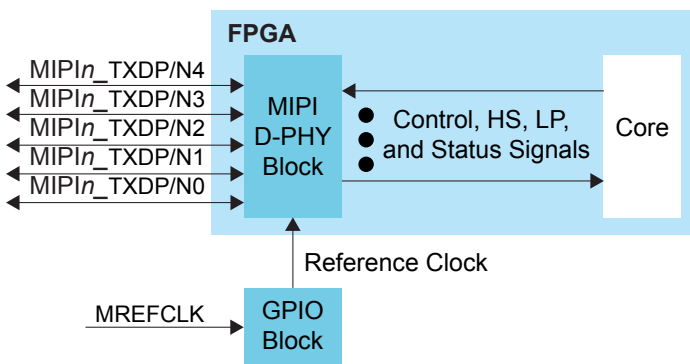 FPGA
MIPIn_TXDP/N4
MIPIn_TXDP/N3
MIPIn_TXDP/N2
MIPIn_TXDP/N1
MIPIn_TXDP/N0
MIPI
D-PHY
Block
Control, HS, LP,
and Status Signals
Core
Reference Clock
MREFCLK
GPIO
Block